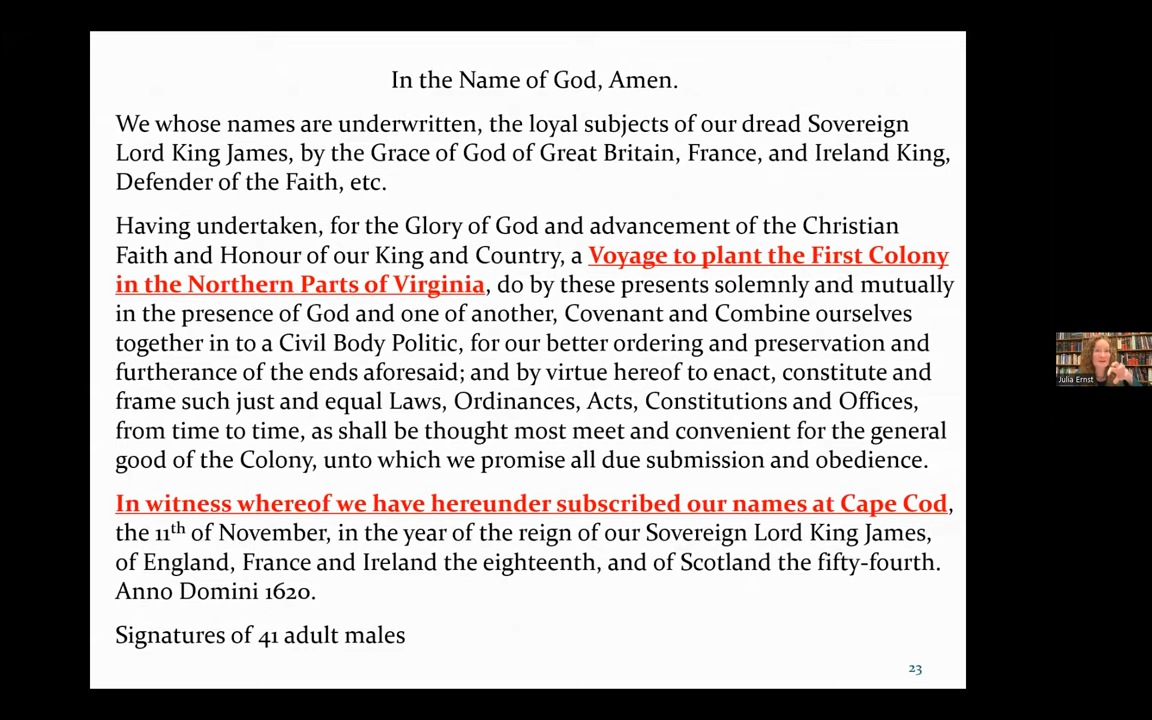 In the Name of God, Amen.
We whose names are underwritten, the loyal subjects of our dread Sovereign
Lord King James, by the Grace of God of Great Britain, France, and Ireland King,
Defender of the Faith, etc.
Having undertaken, for the Glory of God and advancement of the Christian
Faith and Honour of our King and Country, a Voyage to plant the First Colony
in the Northern Parts of Virginia, do by these presents solemnly and mutually
in the presence of God and one of another, Covenant and Combine ourselves
together in to a Civil Body Politic, for our better ordering and preservation and
furtherance of the ends aforesaid; and by virtue hereof to enact, constitute and
frame such just and equal Laws, Ordinances, Acts, Constitutions and Offices,
from time to time, as shall be thought most meet and convenient for the general
good of the Colony, unto which we promise all due submission and obedience.
In witness whereof we have hereunder subscribed our names at Cape Cod,
the 11th of November, in the year of the reign of our Sovereign Lord King James,
of England, France and Ireland the eighteenth, and of Scotland the fifty-fourth.
Anno Domini 1620.
Signatures of 41 adult males
23
Julia Ernst